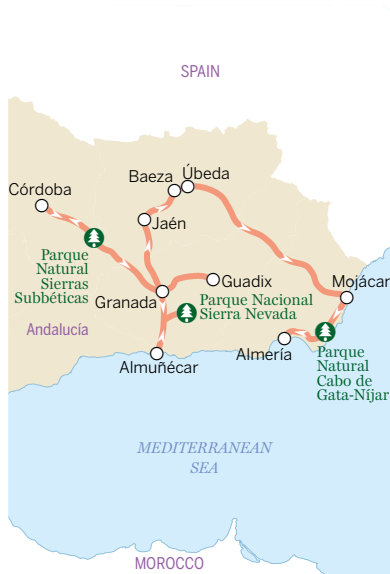 SPAIN
Baeza
Úbeda
Córdoba
Jaén
Parque
Natural
Sierras
Subbéticas
Guadix
Mojácar
Granada
Parque Nacional
Sierra Nevada
Andalucía
Almuñécar
Almería
Parque
Natural
Cabo de
Gata-Níjar
MEDITERRANEAN
SEA
MOROCCO